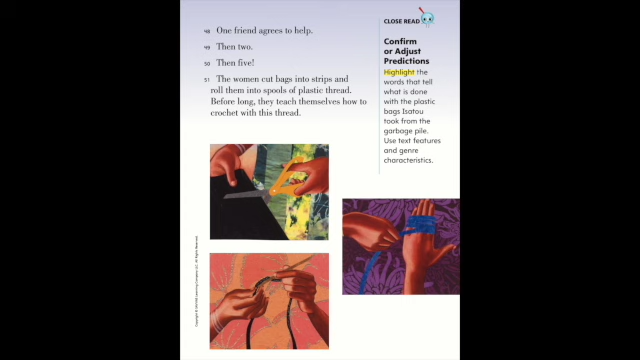 48 One friend agrees to help.
49 Then two.
50 Then five!
51 The women cut bags into strips and
roll them into spools of plastic thread.
Before long, they teach themselves how to
crochet with this thread.
CLOSE READ
Confirm
or Adjust
Predictions
Highlight the
words that tell
what is done
with the plastic
bags Isatou
took from the
garbage pile.
Use text features
and genre
characteristics.